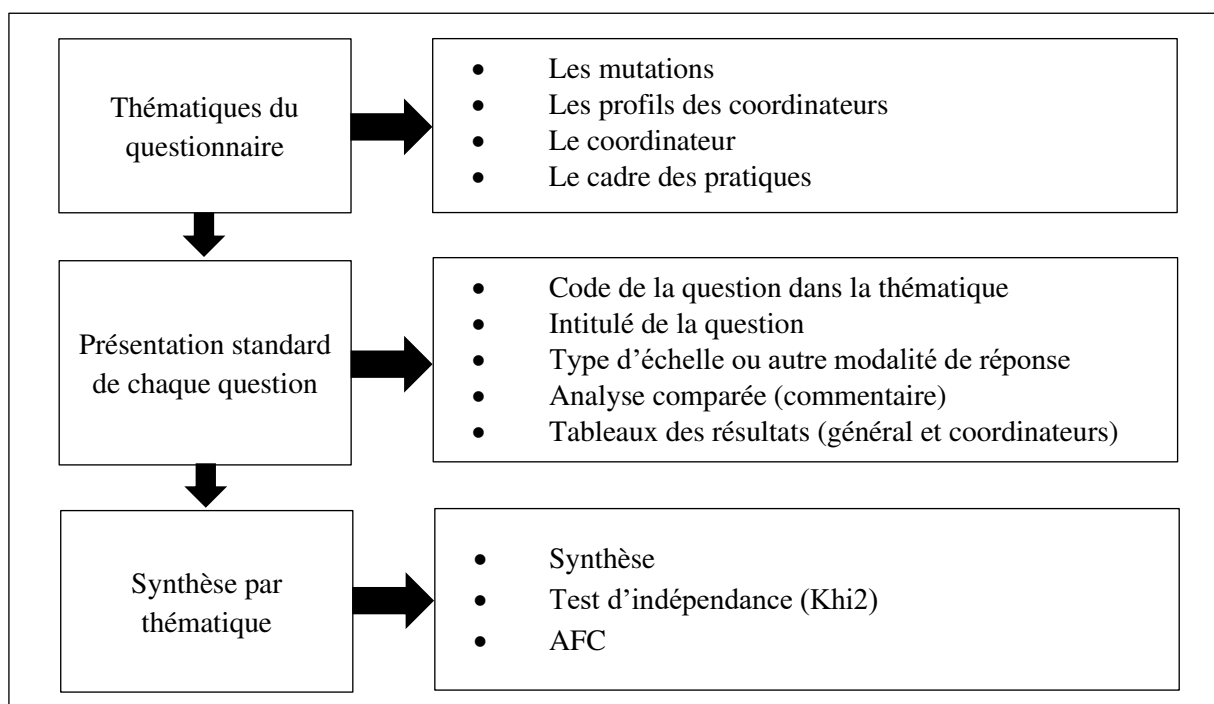 Thématiques du
questionnaire
• Les mutations
• Les profils des coordinateurs
• Le coordinateur
• Le cadre des pratiques
Présentation standard
de chaque question
• Code de la question dans la thématique
• Intitulé de la question
• Type d’échelle ou autre modalité de réponse
• Analyse comparée (commentaire)
• Tableaux des résultats (général et coordinateurs)
Synthèse par
thématique
• Synthèse
• Test d’indépendance (Khi2)
• AFC